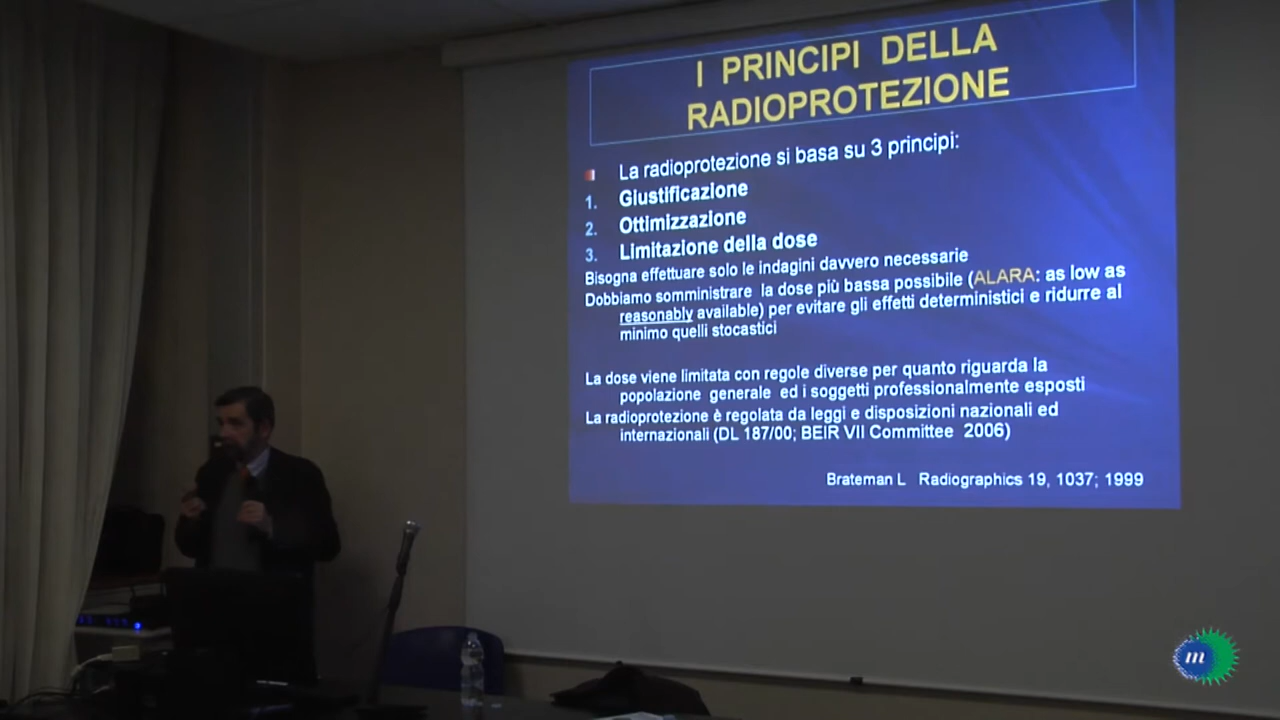 I PRINCIPI DELLA
RADIOPROTEZIONE
La radioprotezione si basa su 3 principi:
1. Giustificazione
2. Ottimizzazione
3. Limitazione della dose
Bisogna effettuare solo le indagini davvero necessarie
Dobbiamo somministrare la dose più bassa possibile (ALARA: as low as
reasonably available) per evitare gli effetti deterministici e ridurre al
minimo quelli stocastici
La dose viene limitata con regole diverse per quanto riguarda la
popolazione generale ed i soggetti professionalmente esposti
La radioprotezione è regolata da leggi e disposizioni nazionali ed
internazionali (DL 187/00; BEIR VII Committee 2006)
Brateman L Radiographics 19, 1037; 1999
m